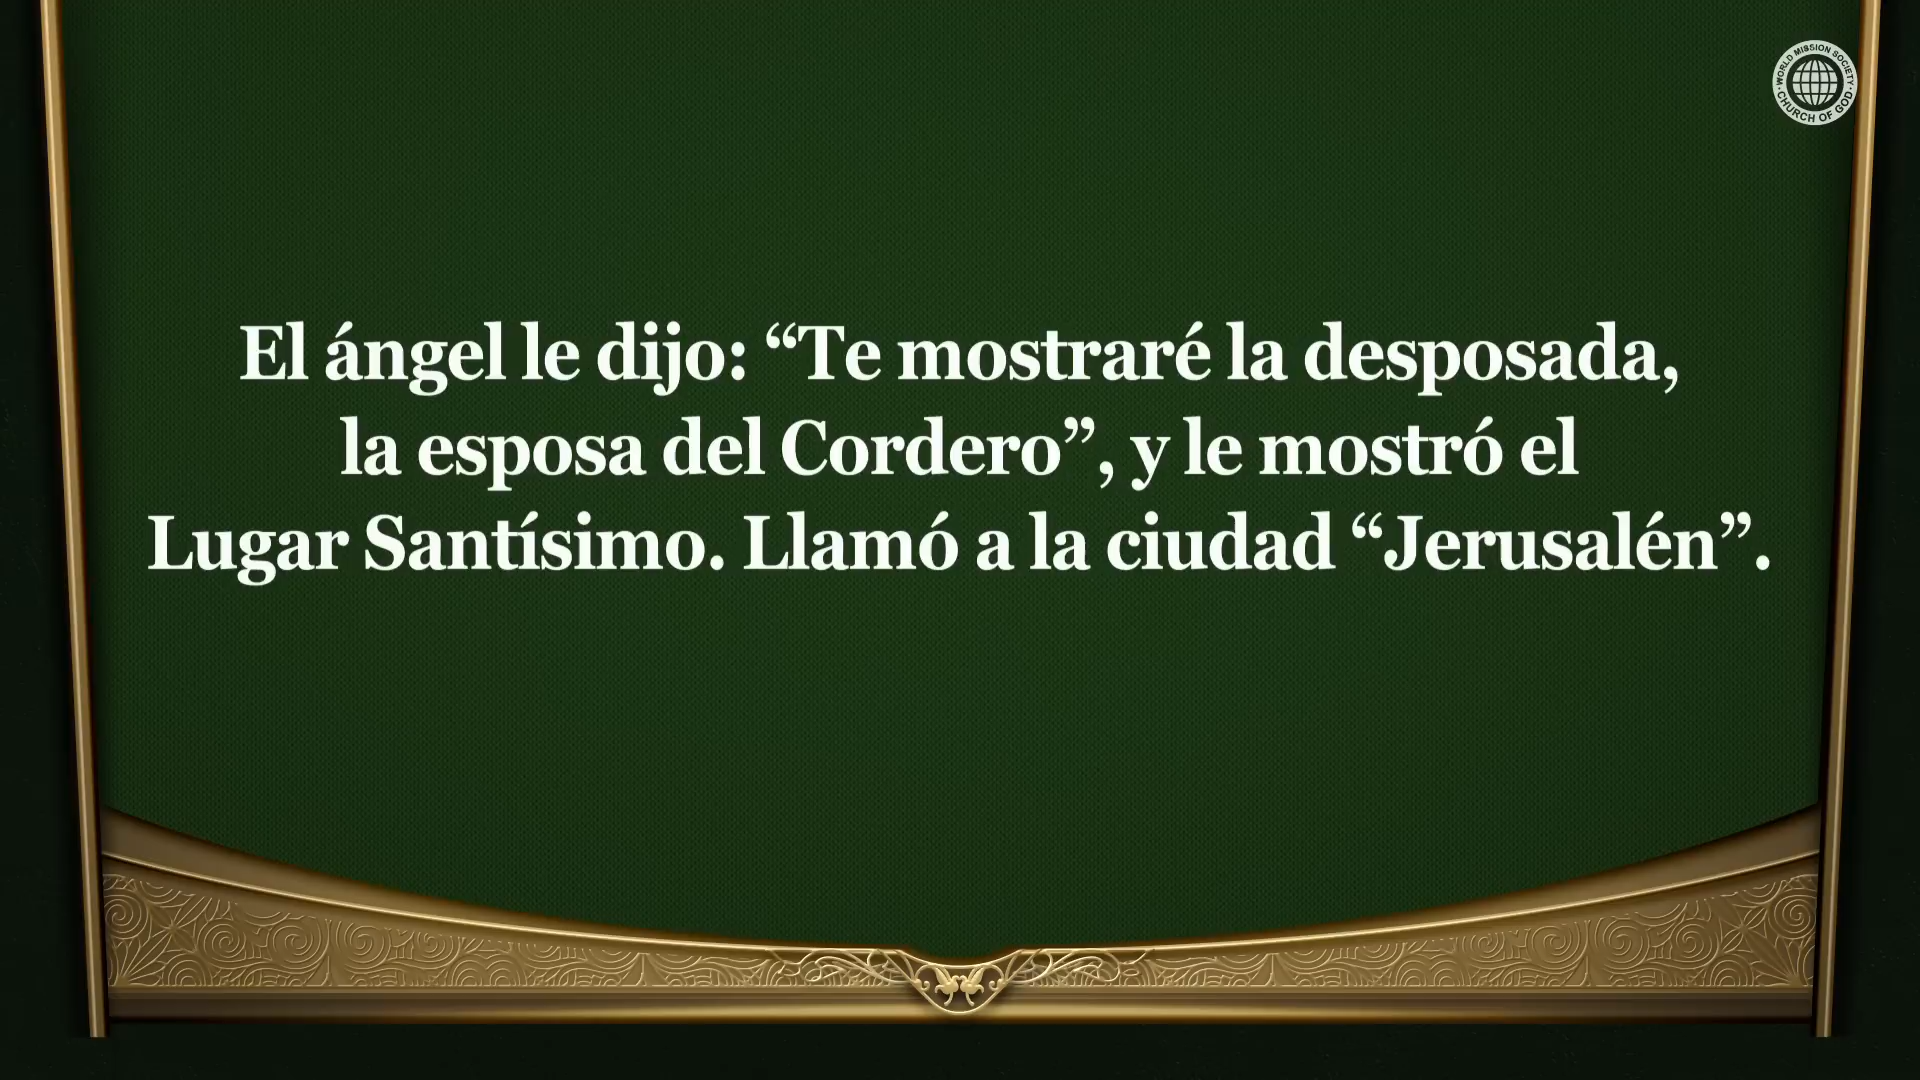 WORLD MISSION SOCIETY
CHURCH OF GOD
El ángel le dijo: “Te mostraré la desposada,
la esposa del Cordero”, y le mostró el
Lugar Santísimo. Llamó a la ciudad “Jerusalén”.